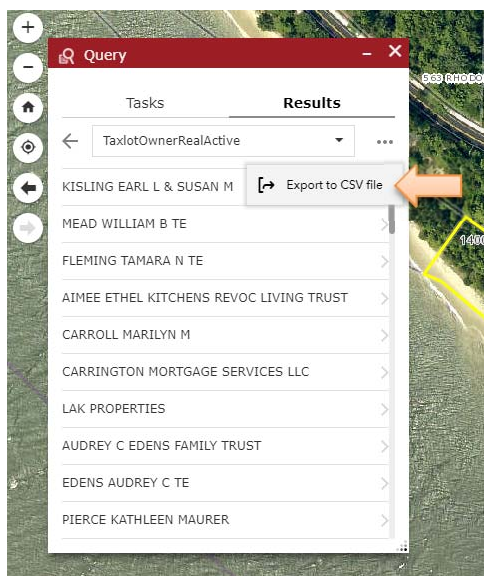 Query
Tasks
Results
TaxlotOwnerRealActive
KISLING EARL L & SUSAN M
Export to CSV file
MEAD WILLIAM B TE
FLEMING TAMARA N TE
AIMEE ETHEL KITCHENS REVOC LIVING TRUST
CARROLL MARILYN M
CARRINGTON MORTGAGE SERVICES LLC
LAK PROPERTIES
AUDREY C EDENS FAMILY TRUST
EDENS AUDREY C TE
PIERCE KATHLEEN MAURER
563 RHODO